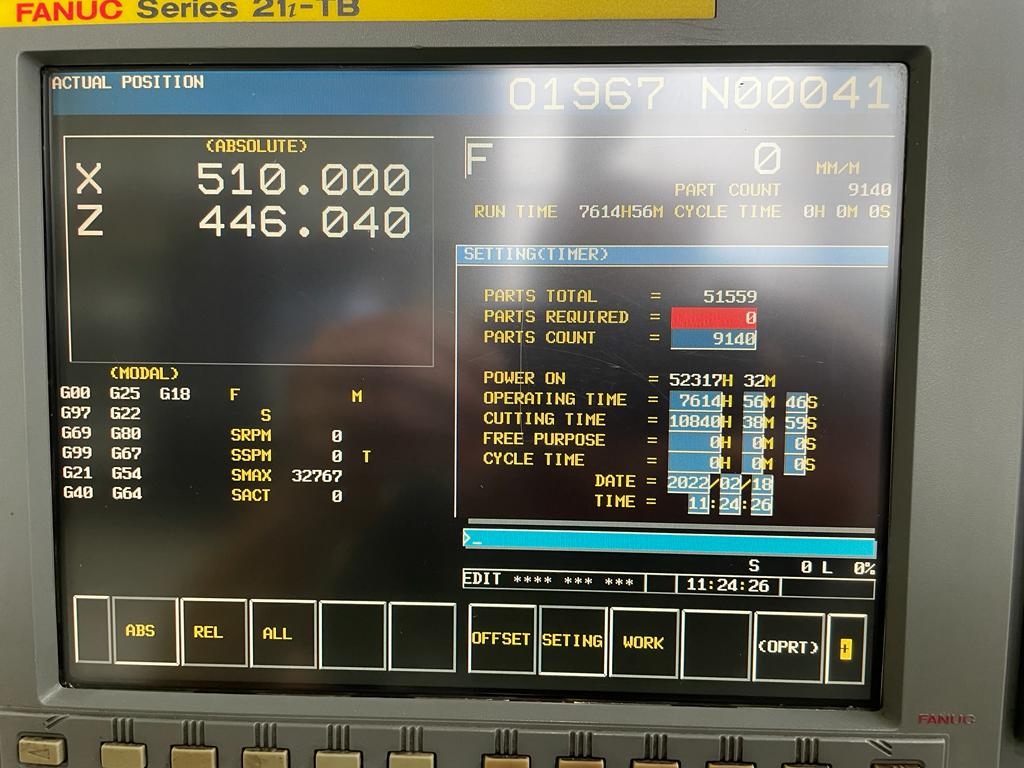 FANUC Series 21i-TB
ACTUAL POSITION
O1967 N00041
(ABSOLUTE)
X 510.000
Z 446.040
F 0 MM/M
PART COUNT 9140
RUN TIME 7614H56M CYCLE TIME 0H 0M 0S
SETTING(TIMER)
PARTS TOTAL = 51559
PARTS REQUIRED = 0
PARTS COUNT = 9140
POWER ON = 52317H 32M
OPERATING TIME = 7614H 56M 46S
CUTTING TIME = 10840H 38M 59S
FREE PURPOSE = 0H 0M 0S
CYCLE TIME = 0H 0M 0S
DATE = 2022/02/18
TIME = 11:24:26
(MODAL)
G00 G25 G18 F M
G97 G22 S
G69 G80 SRPM 0
G99 G67 SSPM 0 T
G21 G54 SMAX 32767
G40 G64 SACT 0
>_
S 0 L 0%
EDIT **** *** *** 11:24:26
ABS REL ALL OFFSET SETING WORK (OPRT) +
FANUC